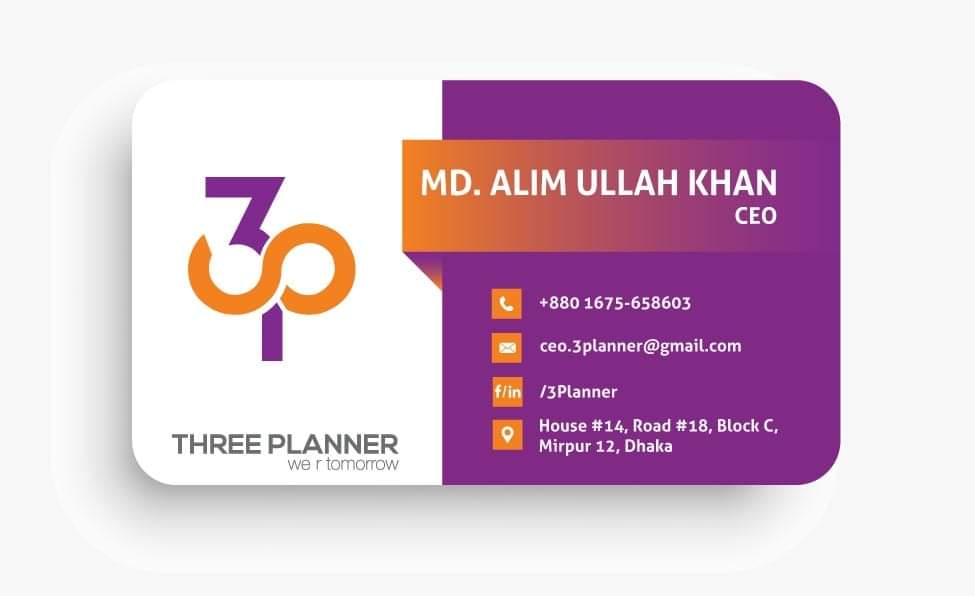 3p
THREE PLANNER
we r tomorrow
MD. ALIM ULLAH KHAN
CEO
+880 1675-658603
ceo.3planner@gmail.com
f/in /3Planner
House #14, Road #18, Block C,
Mirpur 12, Dhaka